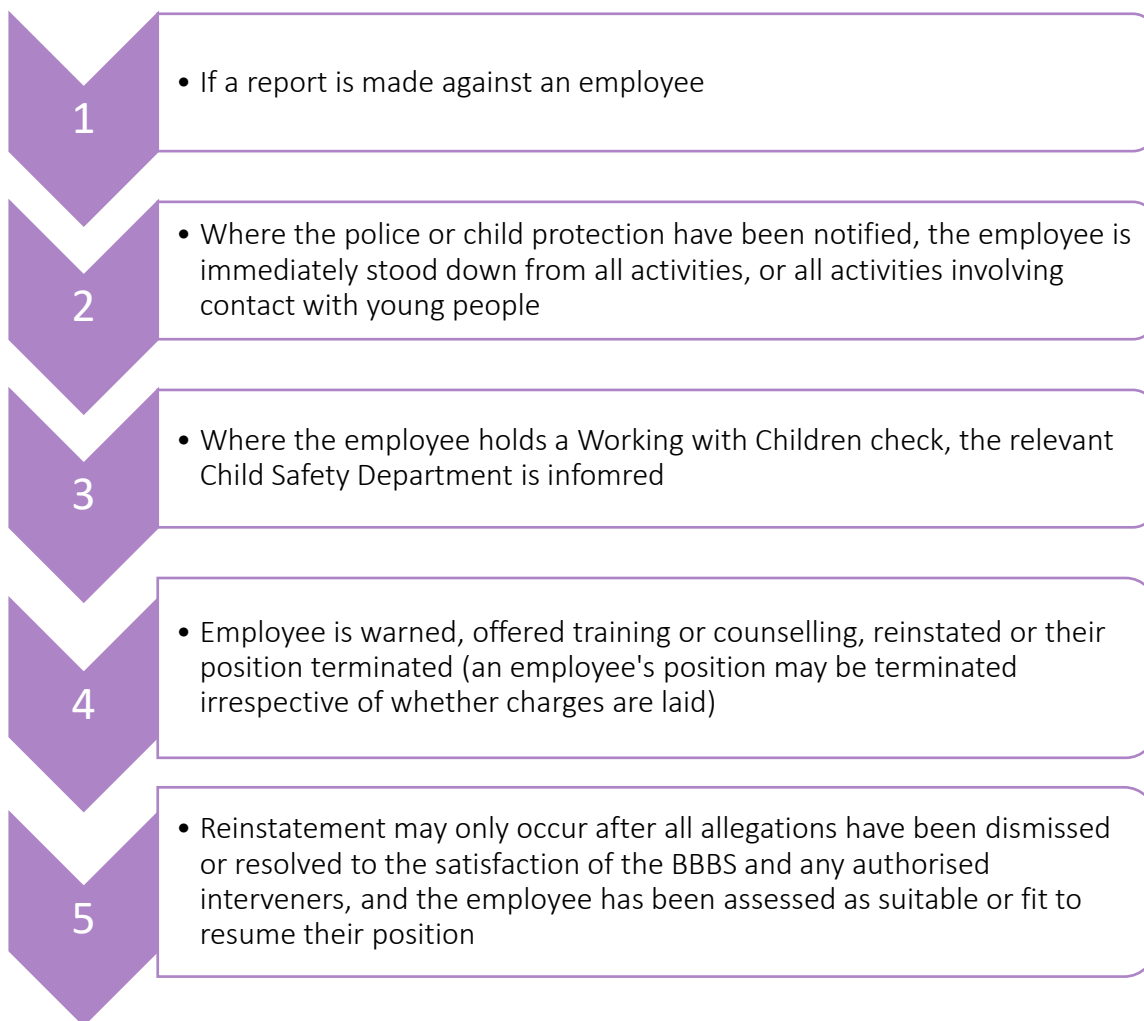 1
• If a report is made against an employee
2
• Where the police or child protection have been notified, the employee is
immediately stood down from all activities, or all activities involving
contact with young people
3
• Where the employee holds a Working with Children check, the relevant
Child Safety Department is infomred
4
• Employee is warned, offered training or counselling, reinstated or their
position terminated (an employee's position may be terminated
irrespective of whether charges are laid)
5
• Reinstatement may only occur after all allegations have been dismissed
or resolved to the satisfaction of the BBBS and any authorised
interveners, and the employee has been assessed as suitable or fit to
resume their position